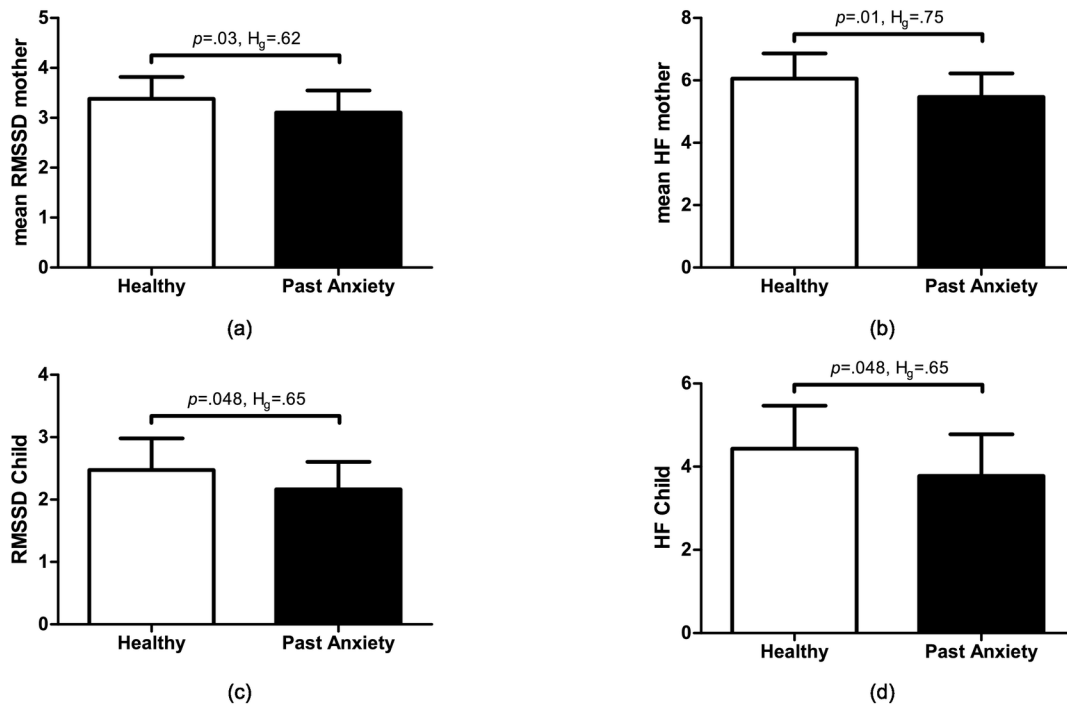 p=.03, Hg=.62
mean RMSSD mother
5
4
3
2
1
0
Healthy
Past Anxiety
(a)
p=.01, Hg=.75
mean HF mother
8
6
4
2
0
Healthy
Past Anxiety
(b)
p=.048, Hg=.65
RMSSD Child
4
3
2
1
0
Healthy
Past Anxiety
(c)
p=.048, Hg=.65
HF Child
6
4
2
0
Healthy
Past Anxiety
(d)